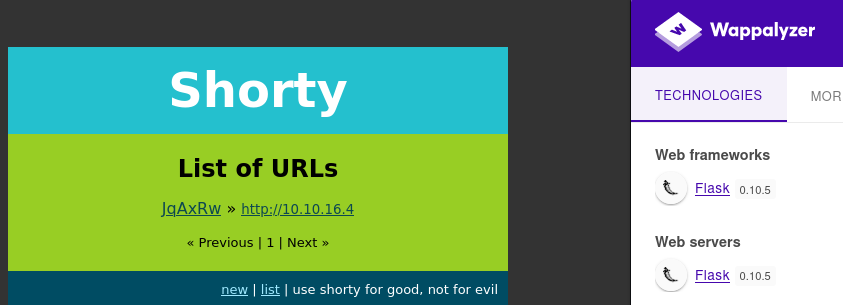 Shorty
List of URLs
JqAxRw » http://10.10.16.4
« Previous | 1 | Next »
new | list | use shorty for good, not for evil
W Wappalyzer
TECHNOLOGIES MOR
Web frameworks
Flask 0.10.5
Web servers
Flask 0.10.5